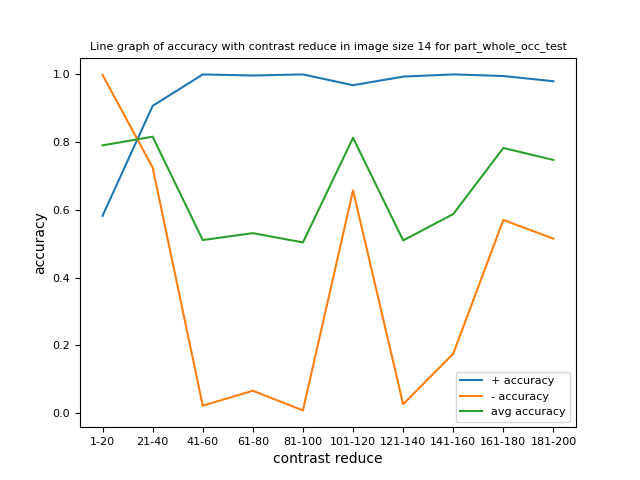 Line graph of accuracy with contrast reduce in image size 14 for part_whole_occ_test
1.0
0.8
0.6
0.4
0.2
0.0
accuracy
1-20 21-40 41-60 61-80 81-100 101-120 121-140 141-160 161-180 181-200
contrast reduce
+ accuracy
- accuracy
avg accuracy